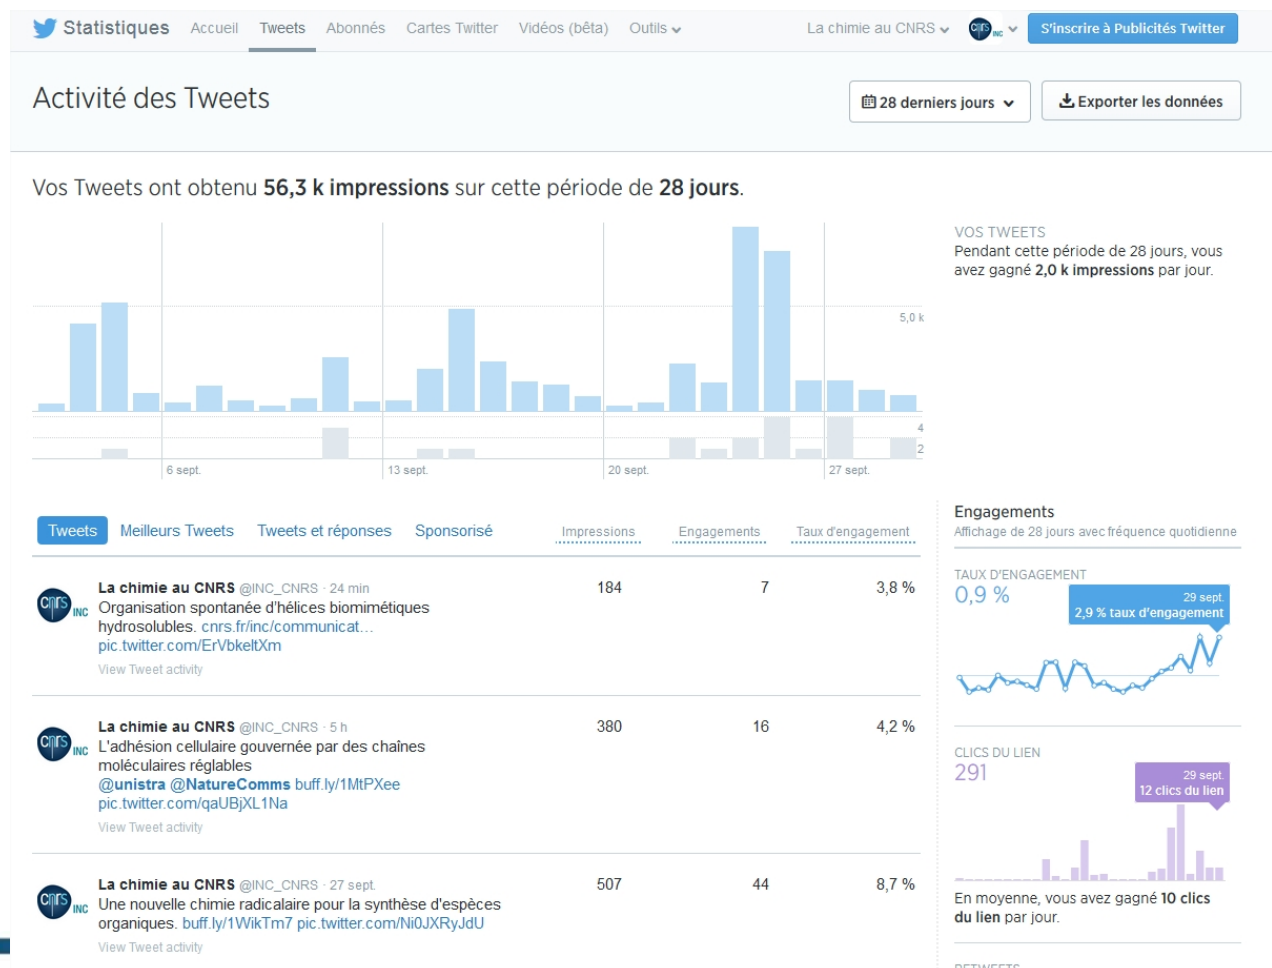 Statistiques Accueil Tweets Abonnés Cartes Twitter Vidéos (bêta) Outils La chimie au CNRS S'inscrire à Publicités Twitter
Activité des Tweets
28 derniers jours
Exporter les données
Vos Tweets ont obtenu 56,3 k impressions sur cette période de 28 jours.
5,0 k
4
2
6 sept. 13 sept. 20 sept. 27 sept.
VOS TWEETS
Pendant cette période de 28 jours, vous
avez gagné 2,0 k impressions par jour.
Tweets Meilleurs Tweets Tweets et réponses Sponsorisé Impressions Engagements Taux d'engagement
cnrs INC
La chimie au CNRS @INC_CNRS · 24 min 184 7 3,8 %
Organisation spontanée d'hélices biomimétiques
hydrosolubles. cnrs.fr/inc/communicat…
pic.twitter.com/ErVbkeltXm
View Tweet activity
cnrs INC
La chimie au CNRS @INC_CNRS · 5 h 380 16 4,2 %
L'adhésion cellulaire gouvernée par des chaînes
moléculaires réglables
@unistra @NatureComms buff.ly/1MtPXee
pic.twitter.com/qaUBjXL1Na
View Tweet activity
cnrs INC
La chimie au CNRS @INC_CNRS · 27 sept. 507 44 8,7 %
Une nouvelle chimie radicalaire pour la synthèse d'espèces
organiques. buff.ly/1WikTm7 pic.twitter.com/Ni0JXRyJdU
View Tweet activity
Engagements
Affichage de 28 jours avec fréquence quotidienne
TAUX D'ENGAGEMENT
0,9 %
29 sept.
2,9 % taux d'engagement
CLICS DU LIEN
291
29 sept.
12 clics du lien
En moyenne, vous avez gagné 10 clics
du lien par jour.
RETWEETS